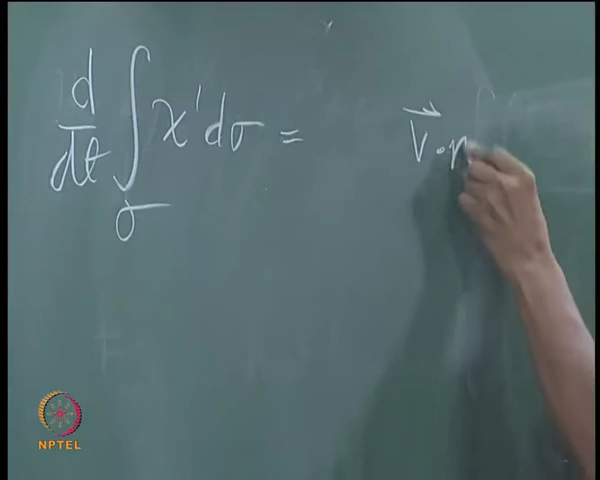 d/dt ∫_σ x' dσ = V⃗ · n
NPTEL